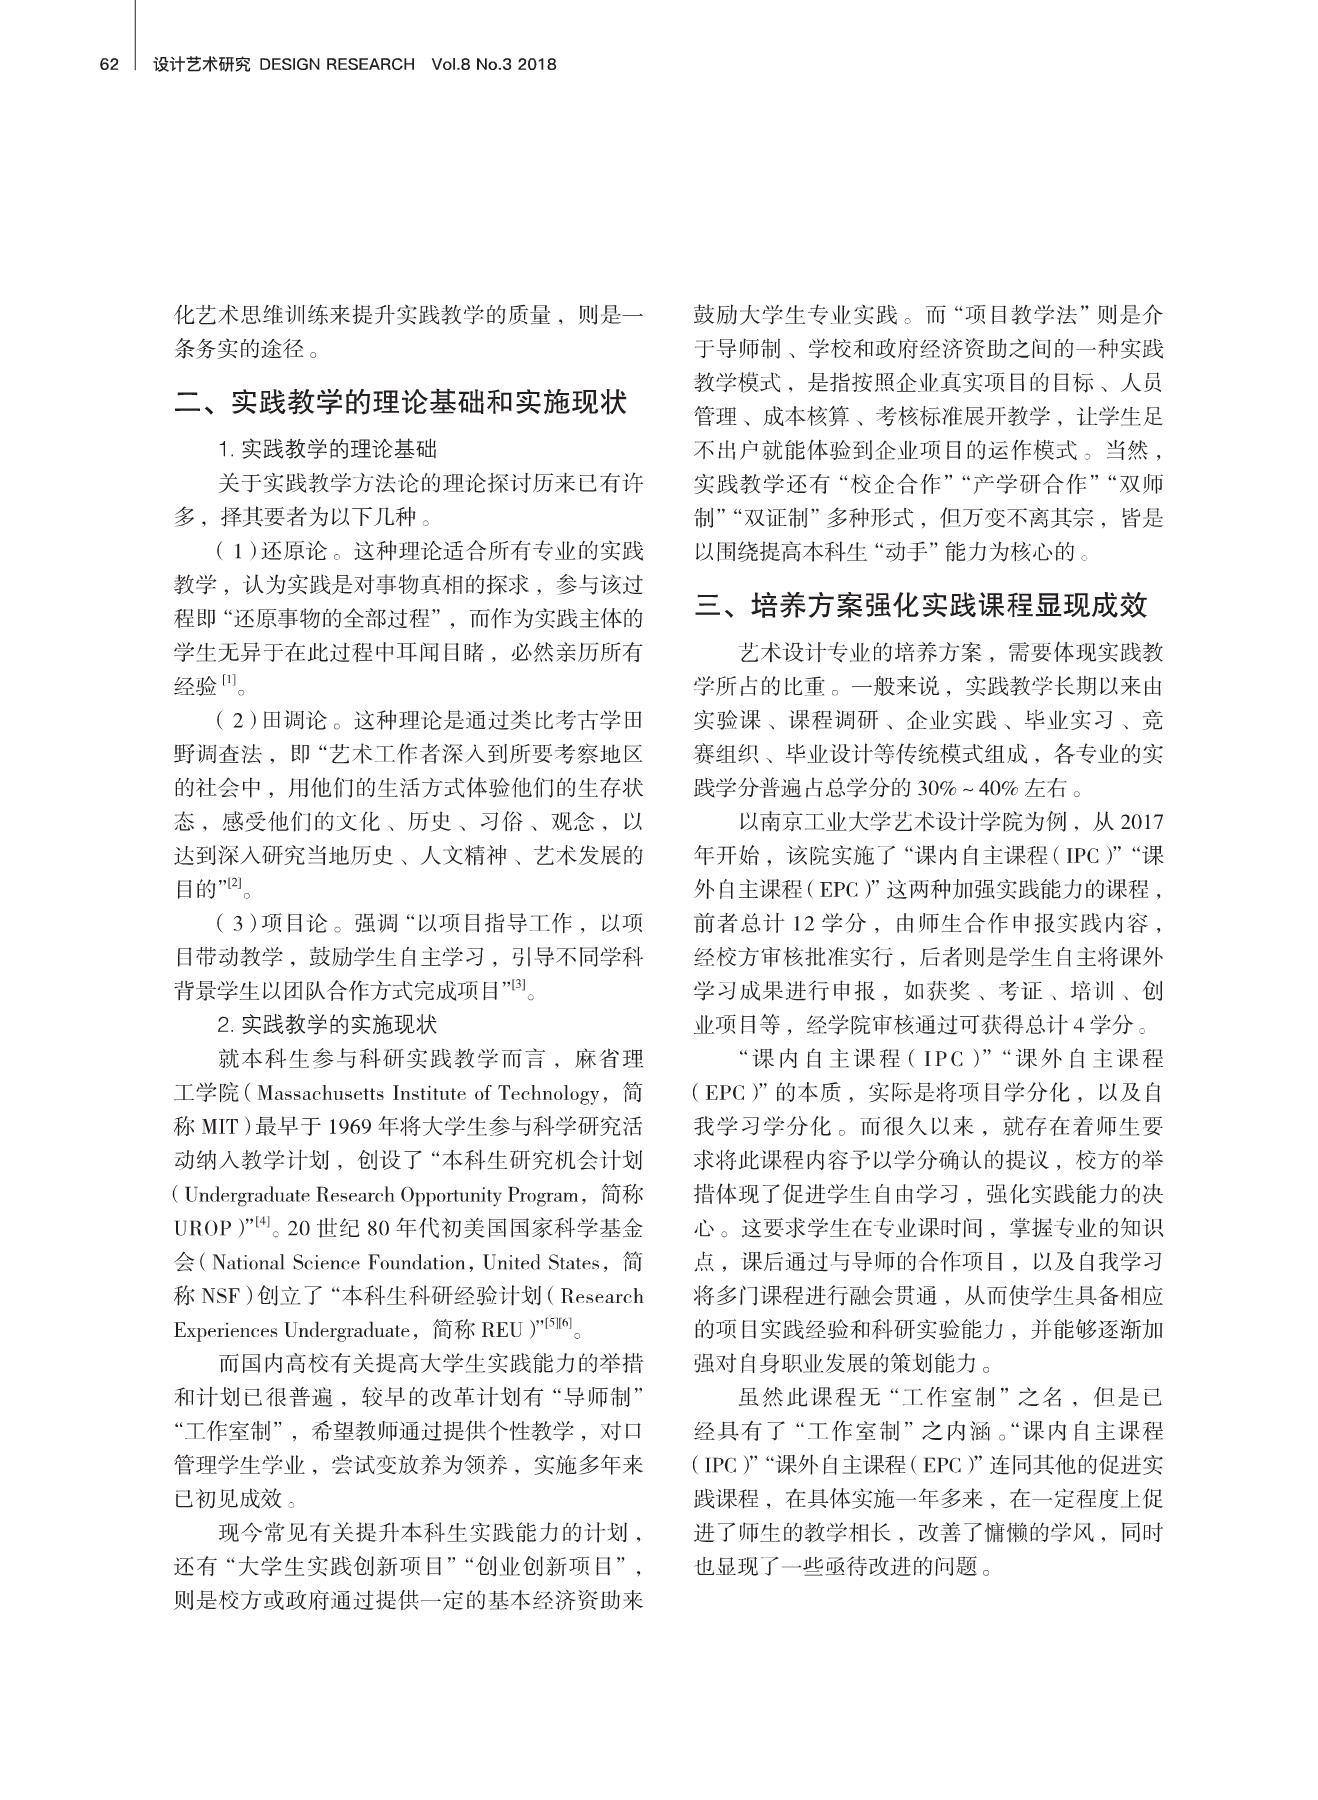 62 设计艺术研究 DESIGN RESEARCH Vol.8 No.3 2018
化艺术思维训练来提升实践教学的质量，则是一
条务实的途径。
二、实践教学的理论基础和实施现状
1. 实践教学的理论基础
关于实践教学方法论的理论探讨历来已有许
多，择其要者为以下几种。
（1）还原论。这种理论适合所有专业的实践
教学，认为实践是对事物真相的探求，参与该过
程即“还原事物的全部过程”，而作为实践主体的
学生无异于在此过程中耳闻目睹，必然亲历所有
经验[1]。
（2）田调论。这种理论是通过类比考古学田
野调查法，即“艺术工作者深入到所要考察地区
的社会中，用他们的生活方式体验他们的生存状
态，感受他们的文化、历史、习俗、观念，以
达到深入研究当地历史、人文精神、艺术发展的
目的”[2]。
（3）项目论。强调“以项目指导工作，以项
目带动教学，鼓励学生自主学习，引导不同学科
背景学生以团队合作方式完成项目”[3]。
2. 实践教学的实施现状
就本科生参与科研实践教学而言，麻省理
工学院（Massachusetts Institute of Technology，简
称 MIT）最早于 1969 年将大学生参与科学研究活
动纳入教学计划，创设了“本科生研究机会计划
（Undergraduate Research Opportunity Program，简称
UROP）”[4]。20 世纪 80 年代初美国国家科学基金
会（National Science Foundation, United States，简
称 NSF）创立了“本科生科研经验计划（Research
Experiences Undergraduate，简称 REU）”[5][6]。
而国内高校有关提高大学生实践能力的举措
和计划已很普遍，较早的改革计划有“导师制”
“工作室制”，希望教师通过提供个性教学，对口
管理学生学业，尝试变放养为领养，实施多年来
已初见成效。
现今常见有关提升本科生实践能力的计划，
还有“大学生实践创新项目”“创业创新项目”，
则是校方或政府通过提供一定的基本经济资助来
鼓励大学生专业实践。而“项目教学法”则是介
于导师制、学校和政府经济资助之间的一种实践
教学模式，是指按照企业真实项目的目标、人员
管理、成本核算、考核标准展开教学，让学生足
不出户就能体验到企业项目的运作模式。当然，
实践教学还有“校企合作”“产学研合作”“双师
制”“双证制”多种形式，但万变不离其宗，皆是
以围绕提高本科生“动手”能力为核心的。
三、培养方案强化实践课程显现成效
艺术设计专业的培养方案，需要体现实践教
学所占的比重。一般来说，实践教学长期以来由
实验课、课程调研、企业实践、毕业实习、竞
赛组织、毕业设计等传统模式组成，各专业的实
践学分普遍占总学分的 30% ~ 40% 左右。
以南京工业大学艺术设计学院为例，从 2017
年开始，该院实施了“课内自主课程（IPC）”“课
外自主课程（EPC）”这两种加强实践能力的课程，
前者总计 12 学分，由师生合作申报实践内容，
经校方审核批准实行，后者则是学生自主将课外
学习成果进行申报，如获奖、考证、培训、创
业项目等，经学院审核通过可获得总计 4 学分。
“课内自主课程（IPC）”“课外自主课程
（EPC）”的本质，实际是将项目学分化，以及自
我学习学分化。而很久以来，就存在着师生要
求将此课程内容予以学分确认的提议，校方的举
措体现了促进学生自由学习，强化实践能力的决
心。这要求学生在专业课时间，掌握专业的知识
点，课后通过与导师的合作项目，以及自我学习
将多门课程进行融会贯通，从而使学生具备相应
的项目实践经验和科研实验能力，并能够逐渐加
强对自身职业发展的策划能力。
虽然此课程无“工作室制”之名，但是已
经具有了“工作室制”之内涵。“课内自主课程
（IPC）”“课外自主课程（EPC）”连同其他的促进实
践课程，在具体实施一年多来，在一定程度上促
进了师生的教学相长，改善了慵懒的学风，同时
也显现了一些亟待改进的问题。